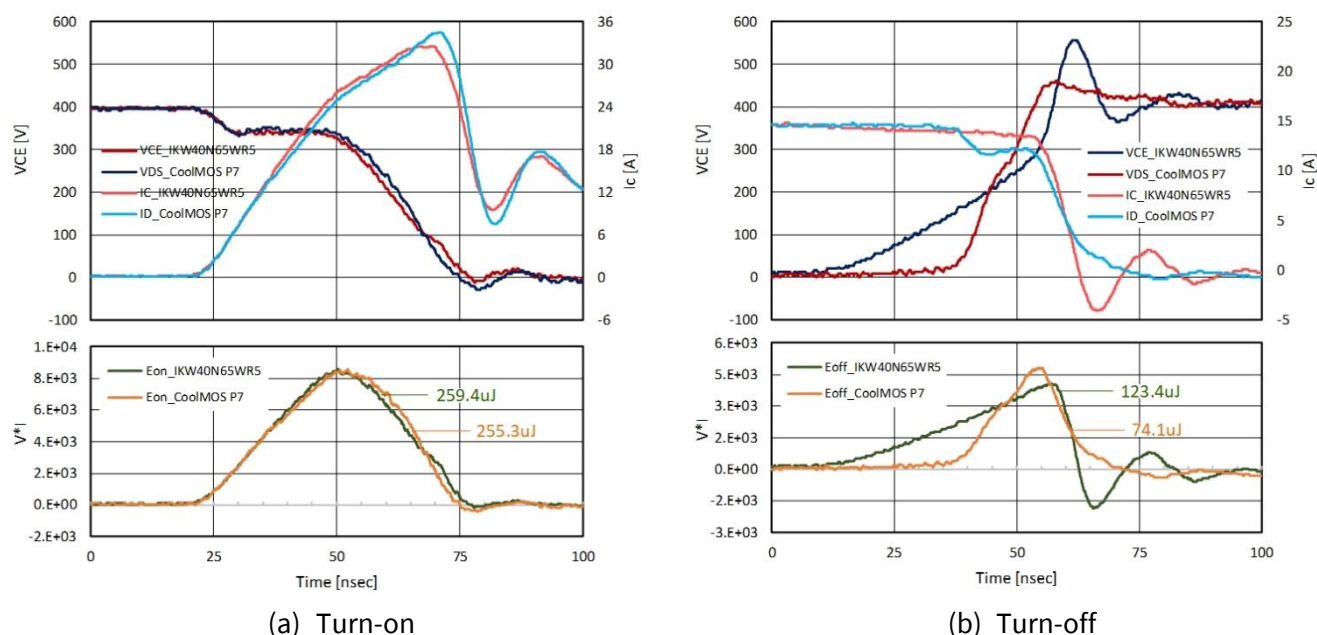 600
500
400
300
200
100
0
-100
VCE [V]
36
30
24
18
12
6
0
-6
Ic [A]
VCE_IKW40N65WR5
VDS_CoolMOS P7
IC_IKW40N65WR5
ID_CoolMOS P7
1.E+04
8.E+03
6.E+03
4.E+03
2.E+03
0.E+00
-2.E+03
V*I
Eon_IKW40N65WR5
Eon_CoolMOS P7
259.4uJ
255.3uJ
0
25
50
75
100
Time [nsec]
(a) Turn-on
600
500
400
300
200
100
0
-100
VCE [V]
25
20
15
10
5
0
-5
Ic [A]
VCE_IKW40N65WR5
VDS_CoolMOS P7
IC_IKW40N65WR5
ID_CoolMOS P7
6.E+03
5.E+03
3.E+03
2.E+03
0.E+00
-2.E+03
-3.E+03
V*I
Eoff_IKW40N65WR5
Eoff_CoolMOS P7
123.4uJ
74.1uJ
0
25
50
75
100
Time [nsec]
(b) Turn-off